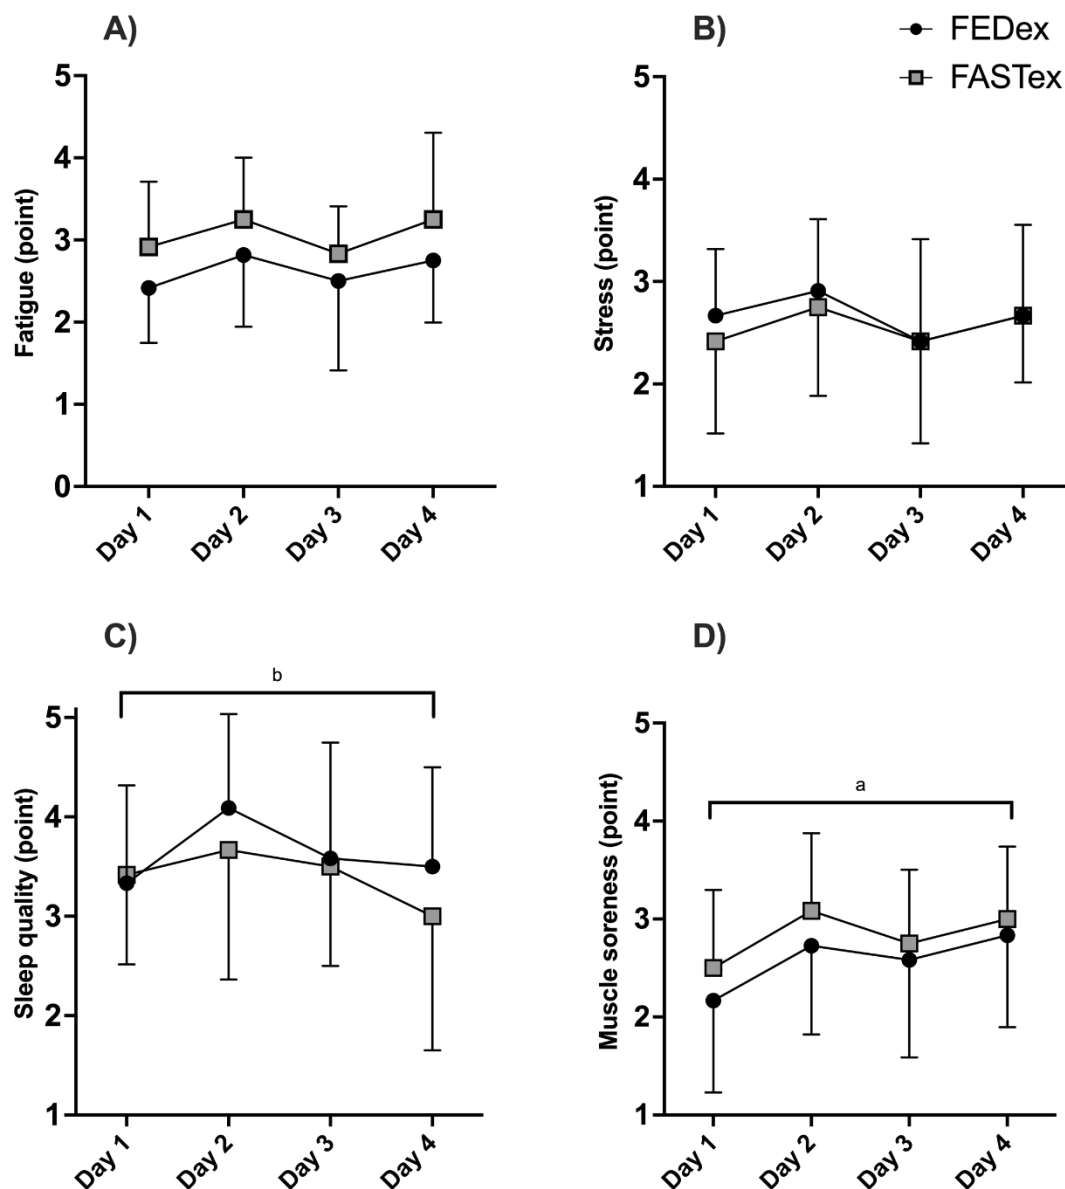 A)
B)
FEDex
FASTex
5
4
3
2
1
0
Fatigue (point)
Day 1
Day 2
Day 3
Day 4
5
4
3
2
1
Stress (point)
Day 1
Day 2
Day 3
Day 4
C)
D)
b
5
4
3
2
1
Sleep quality (point)
Day 1
Day 2
Day 3
Day 4
a
5
4
3
2
1
Muscle soreness (point)
Day 1
Day 2
Day 3
Day 4